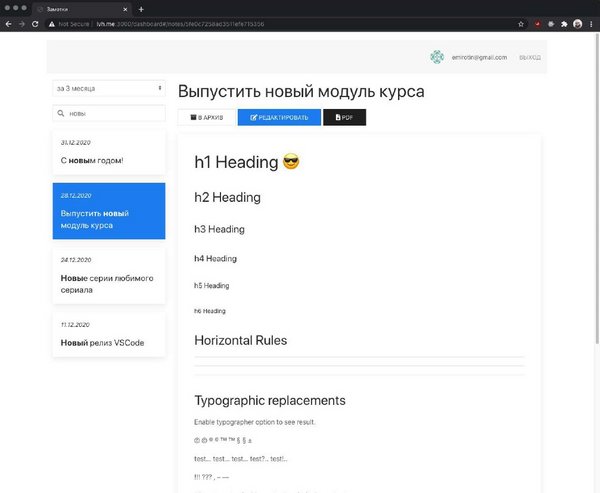 Заметки
Not Secure | lvh.me:3000/dashboard#/notes/5fe0c7258ad3511efe715356
emirotin@gmail.com ВЫХОД
за 3 месяца
новы
31.12.2020
С новым годом!
28.12.2020
Выпустить новый
модуль курса
24.12.2020
Новые серии любимого
сериала
11.12.2020
Новый релиз VSCode
Выпустить новый модуль курса
В АРХИВ РЕДАКТИРОВАТЬ PDF
h1 Heading 😎
h2 Heading
h3 Heading
h4 Heading
h5 Heading
h6 Heading
Horizontal Rules
Typographic replacements
Enable typographer option to see result.
© © ® ® ™ ™ § § ±
test… test… test… test?.. test!..
!!! ??? , – —